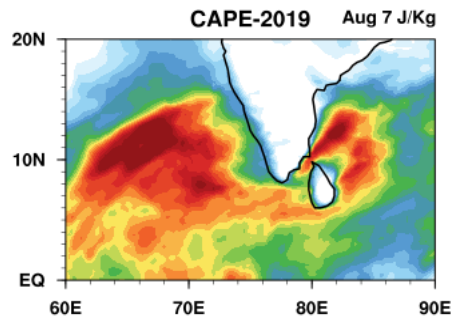 CAPE-2019 Aug 7 J/Kg
20N
10N
EQ
60E 70E 80E 90E